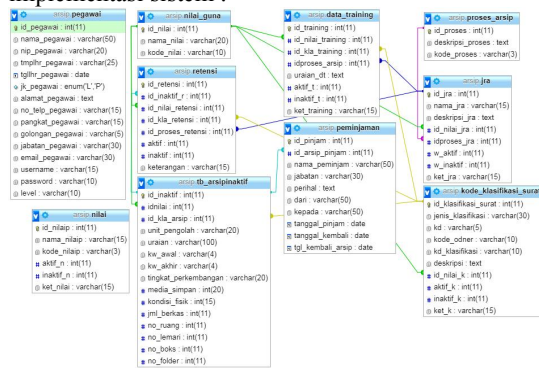 implementasi sistem :
arsip pegawai
id_pegawai : int(11)
nama_pegawai : varchar(50)
nip_pegawai : varchar(20)
tmplhr_pegawai : varchar(25)
tgllhr_pegawai : date
jk_pegawai : enum('L','P')
alamat_pegawai : text
no_telp_pegawai : varchar(15)
pangkat_pegawai : varchar(15)
golongan_pegawai : varchar(5)
jabatan_pegawai : varchar(30)
email_pegawai : varchar(30)
username : varchar(15)
password : varchar(10)
level : varchar(10)
arsip nilai
id_nilaip : int(11)
nama_nilaip : varchar(15)
kode_nilaip : varchar(3)
aktif_n : int(11)
inaktif_n : int(11)
ket_nilai : varchar(15)
arsip nilai_guna
id_nilai : int(11)
nama_nilai : varchar(20)
kode_nilai : varchar(10)
arsip retensi
id_retensi : int(11)
id_inaktif_r : int(11)
id_nilai_retensi : int(11)
id_kla_retensi : int(11)
id_proses_retensi : int(11)
aktif : int(11)
inaktif : int(11)
keterangan : varchar(15)
arsip tb_arsipinaktif
id_inaktif : int(11)
idnilai : int(11)
id_kla_arsip : int(11)
unit_pengolah : varchar(20)
uraian : varchar(100)
kw_awal : varchar(4)
kw_akhir : varchar(4)
tingkat_perkembangan : varchar(20)
media_simpan : int(20)
kondisi_fisik : int(15)
jml_berkas : int(11)
no_ruang : int(11)
no_lemari : int(11)
no_boks : int(11)
no_folder : int(11)
arsip data_training
id_training : int(11)
id_nilai_training : int(11)
id_kla_training : int(11)
idproses_arsip : int(11)
uraian_dt : text
aktif_t : int(11)
inaktif_t : int(11)
ket_training : varchar(15)
arsip peminjaman
id_pinjam : int(11)
id_arsip_pinjam : int(11)
nama_peminjam : varchar(50)
jabatan : varchar(30)
perihal : text
dari : varchar(50)
kepada : varchar(50)
tanggal_pinjam : date
tanggal_kembali : date
tgl_kembali_arsip : date
arsip proses_arsip
id_proses : int(11)
deskripsi_proses : text
kode_proses : varchar(3)
arsip jra
id_jra : int(11)
nama_jra : varchar(15)
deskripsi_jra : text
id_nilai_jra : int(11)
idproses_jra : int(11)
w_aktif : int(11)
w_inaktif : int(11)
ket_jra : varchar(15)
arsip kode_klasifikasi_surat
id_klasifikasi_surat : int(11)
jenis_klasifikasi : varchar(30)
kd : varchar(5)
kode_odner : varchar(10)
kd_klasifikasi : varchar(10)
deskripsi : text
id_nilai_k : int(11)
aktif_k : int(11)
inaktif_k : int(11)
ket_k : varchar(15)